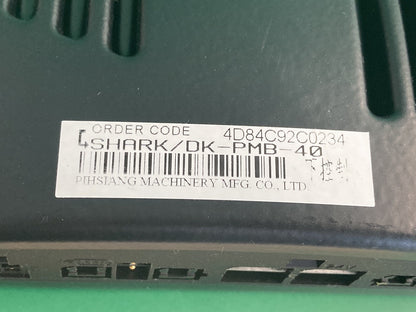 ORDER CODE 4D84C92C0234
SHARK/DK-PMB-40
PIHSIANG MACHINERY MFG. CO., LTD.